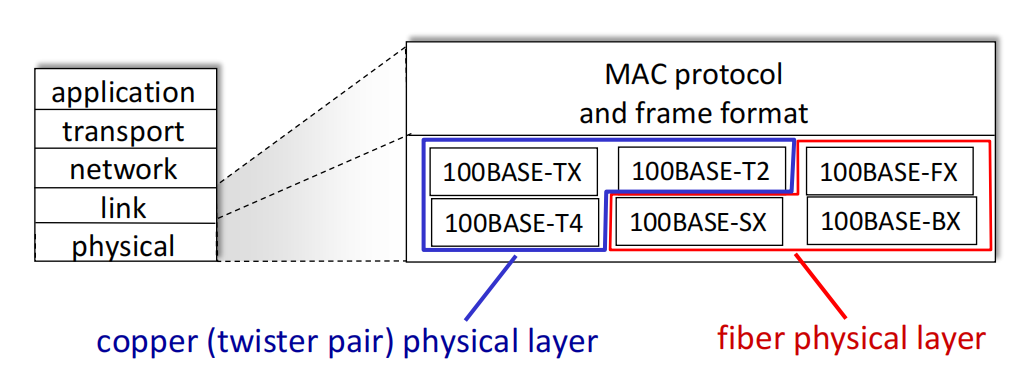 application
transport
network
link
physical
MAC protocol
and frame format
100BASE-TX
100BASE-T2
100BASE-FX
100BASE-T4
100BASE-SX
100BASE-BX
copper (twister pair) physical layer
fiber physical layer